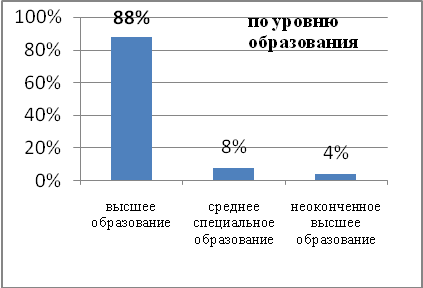 по уровню
образования
100%
88%
80%
60%
40%
20%
8%
4%
0%
высшее
образование
среднее
специальное
образование
неоконченное
высшее
образование